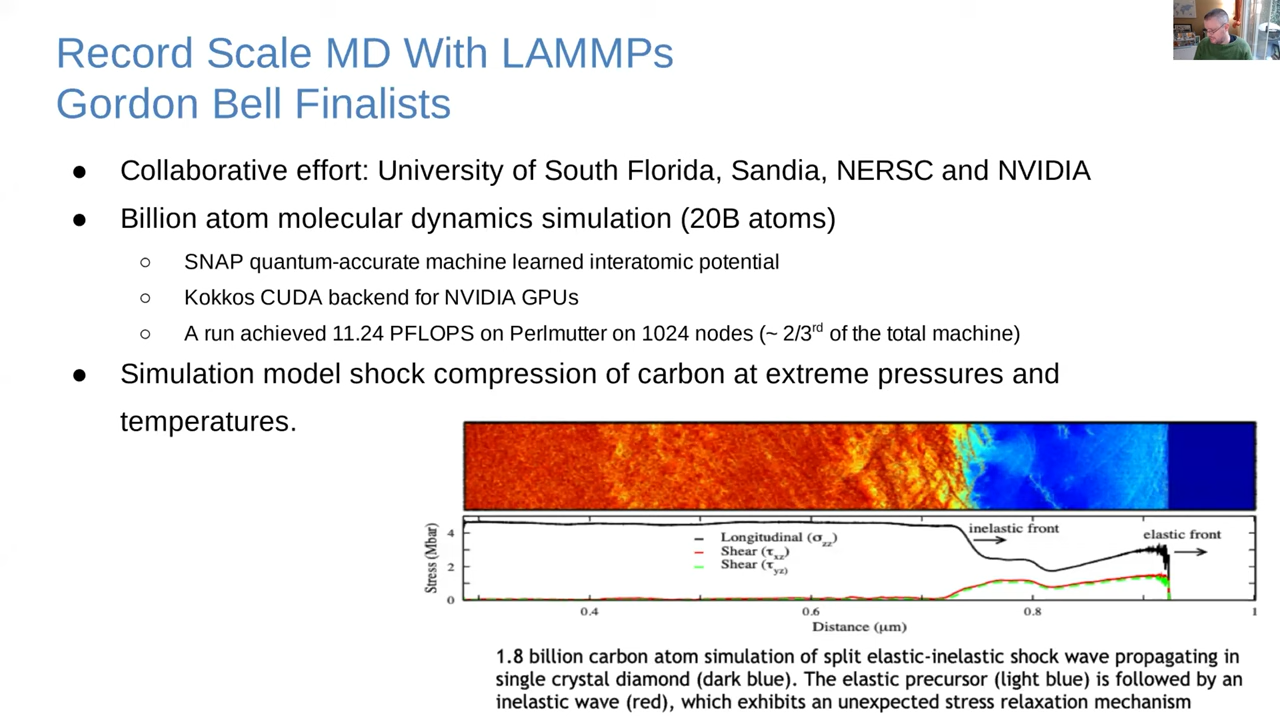 Record Scale MD With LAMMPs
Gordon Bell Finalists
● Collaborative effort: University of South Florida, Sandia, NERSC and NVIDIA
● Billion atom molecular dynamics simulation (20B atoms)
○ SNAP quantum-accurate machine learned interatomic potential
○ Kokkos CUDA backend for NVIDIA GPUs
○ A run achieved 11.24 PFLOPS on Perlmutter on 1024 nodes (~ 2/3rd of the total machine)
● Simulation model shock compression of carbon at extreme pressures and
temperatures.
Stress (Mbar)
4
2
0
Longitudinal (σzz)
Shear (τxz)
Shear (τyz)
inelastic front
elastic front
0.4 0.6 0.8 1
Distance (μm)
1.8 billion carbon atom simulation of split elastic-inelastic shock wave propagating in
single crystal diamond (dark blue). The elastic precursor (light blue) is followed by an
inelastic wave (red), which exhibits an unexpected stress relaxation mechanism